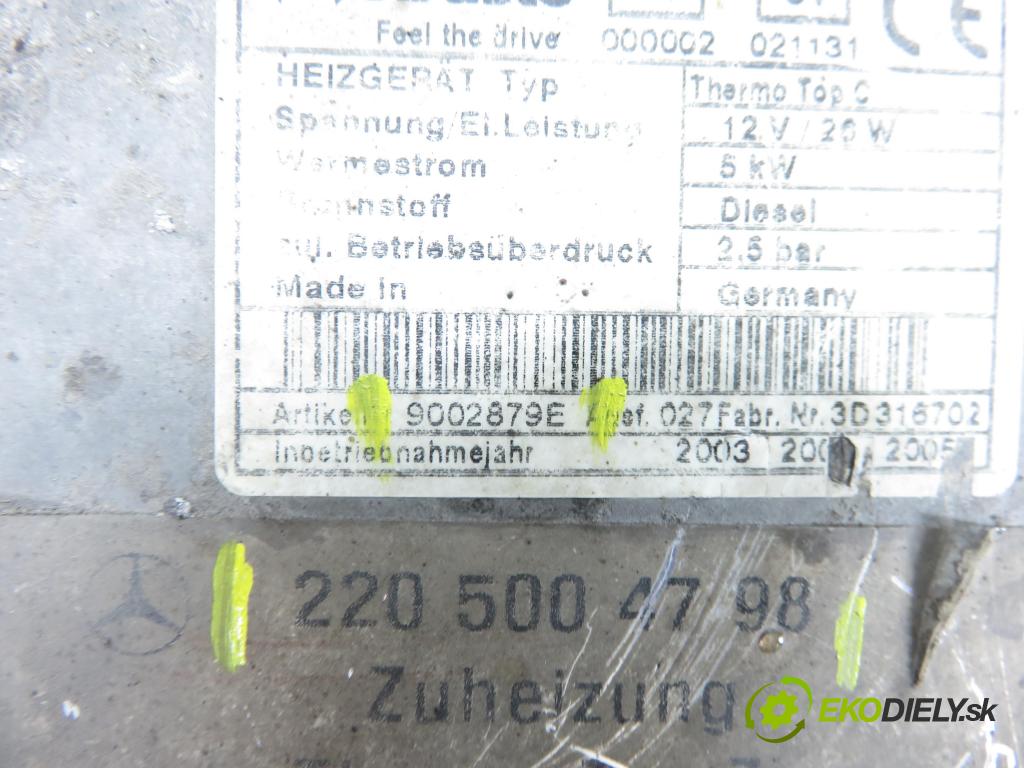 Feel the drive 000002 021131
HEIZGERÄT Typ Thermo Top C
Spannung/El.Leistung 12 V / 26 W
Wärmestrom 5 kW
Diesel
Betriebsüberdruck 2,5 bar
Made in Germany
9002879E 027 Fabr. Nr. 3D316702
Inbetriebnahmejahr 2003 2005
220 500 47 98
Zuheizung
EKODIELY.sk